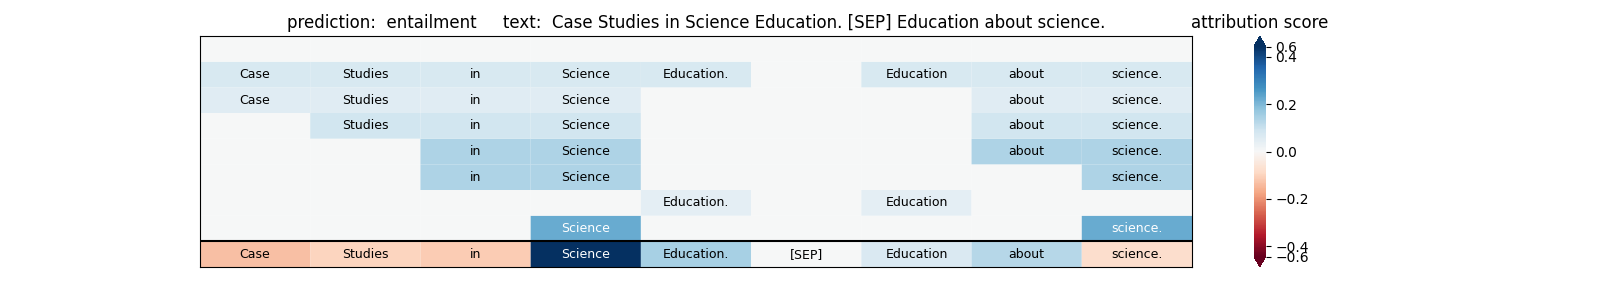 prediction:  entailment     text:  Case Studies in Science Education. [SEP] Education about science.
attribution score
Case Studies in Science Education. Education about science.
Case Studies in Science about science.
Studies in Science about science.
in Science about science.
in Science science.
Education. Education
Science science.
Case Studies in Science Education. [SEP] Education about science.
0.6
0.4
0.2
0.0
−0.2
−0.4
−0.6